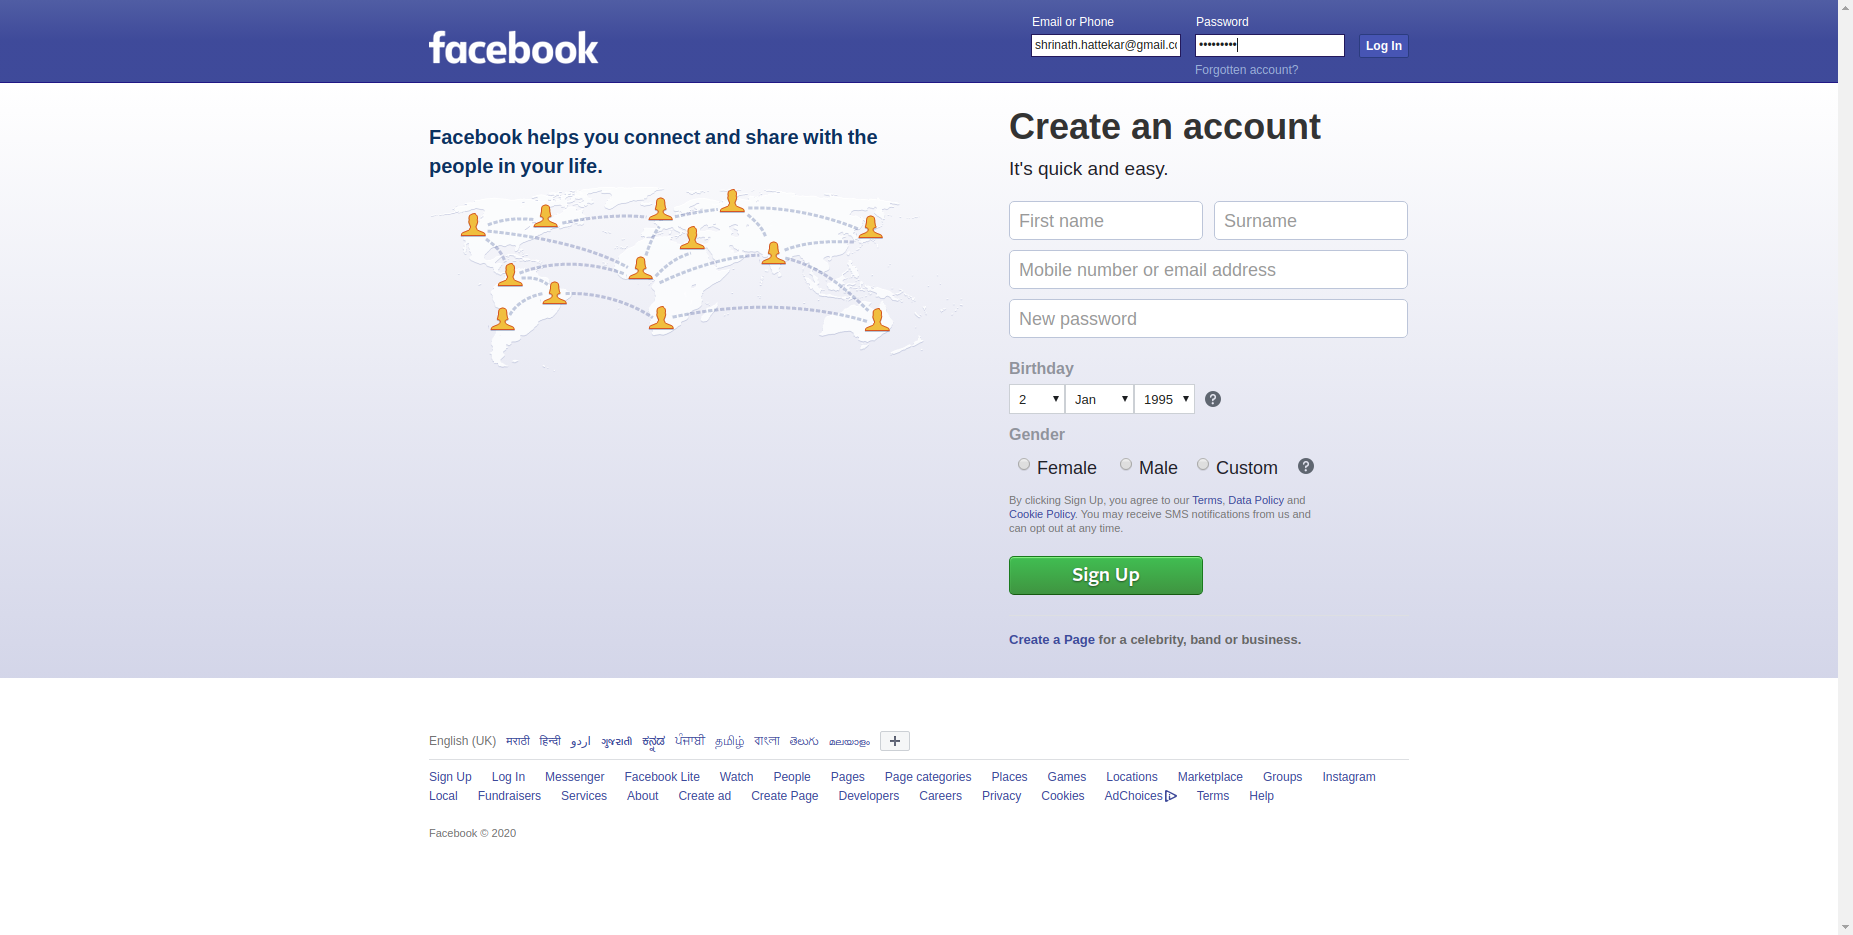 facebook
Email or Phone
Password
shrinath.hattekar@gmail.co
•••••••••
Log In
Forgotten account?
Facebook helps you connect and share with the
people in your life.
Create an account
It's quick and easy.
First name Surname
Mobile number or email address
New password
Birthday
2 Jan 1995
Gender
Female Male Custom
By clicking Sign Up, you agree to our Terms, Data Policy and
Cookie Policy. You may receive SMS notifications from us and
can opt out at any time.
Sign Up
Create a Page for a celebrity, band or business.
English (UK) मराठी हिन्दी اردو ગુજરાતી ಕನ್ನಡ ਪੰਜਾਬੀ தமிழ் বাংলা తెలుగు മലയാളം
Sign Up Log In Messenger Facebook Lite Watch People Pages Page categories Places Games Locations Marketplace Groups Instagram
Local Fundraisers Services About Create ad Create Page Developers Careers Privacy Cookies AdChoices Terms Help
Facebook © 2020